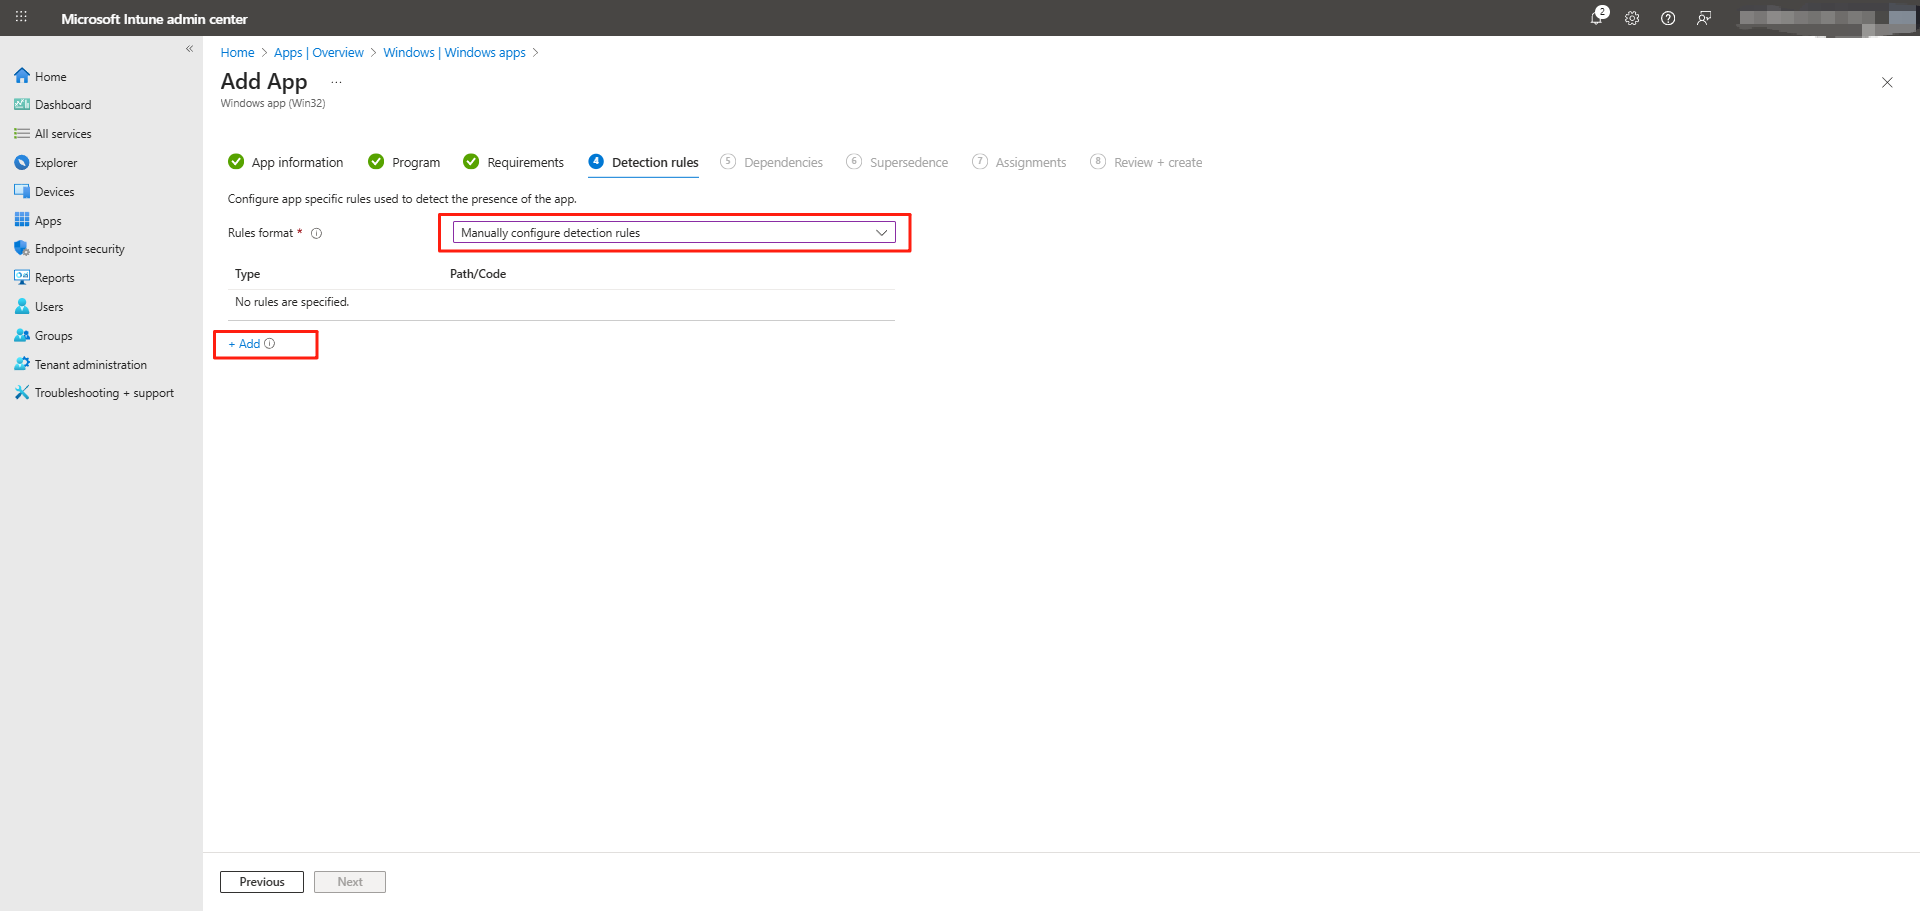 Microsoft Intune admin center
2
«
Home > Apps | Overview > Windows | Windows apps >
Add App ...
Windows app (Win32)
Home
Dashboard
All services
Explorer
Devices
Apps
Endpoint security
Reports
Users
Groups
Tenant administration
Troubleshooting + support
App information Program Requirements 4 Detection rules 5 Dependencies 6 Supersedence 7 Assignments 8 Review + create
Configure app specific rules used to detect the presence of the app.
Rules format * Manually configure detection rules
Type Path/Code
No rules are specified.
+ Add
Previous Next